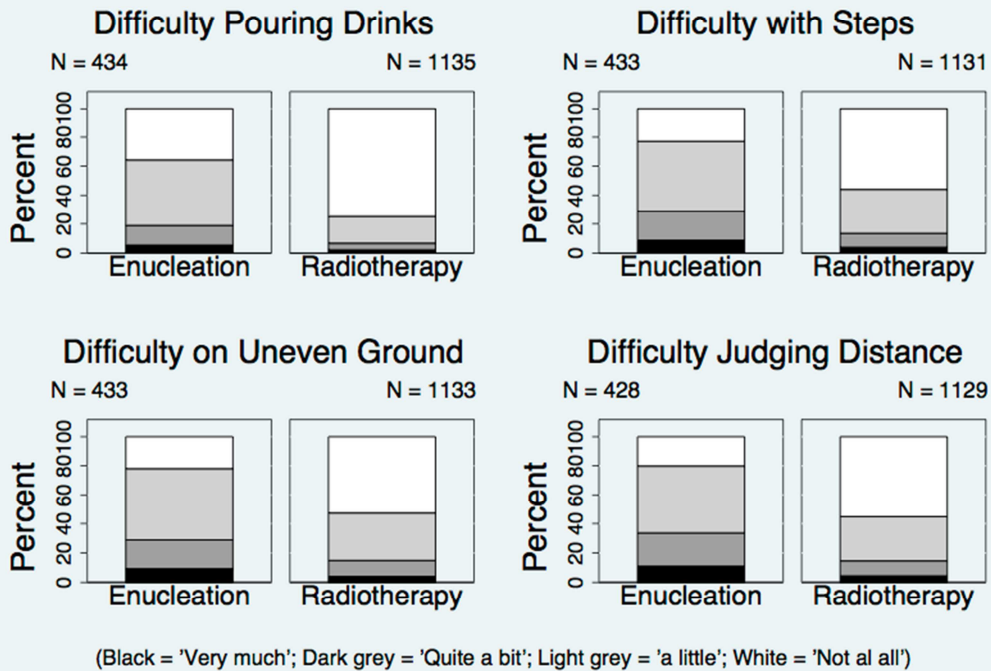 Difficulty Pouring Drinks
N = 434
N = 1135
Percent
0 20 40 60 80100
Enucleation
Radiotherapy
Difficulty with Steps
N = 433
N = 1131
Percent
0 20 40 60 80100
Enucleation
Radiotherapy
Difficulty on Uneven Ground
N = 433
N = 1133
Percent
0 20 40 60 80100
Enucleation
Radiotherapy
Difficulty Judging Distance
N = 428
N = 1129
Percent
0 20 40 60 80100
Enucleation
Radiotherapy
(Black = 'Very much'; Dark grey = 'Quite a bit'; Light grey = 'a little'; White = 'Not al all')